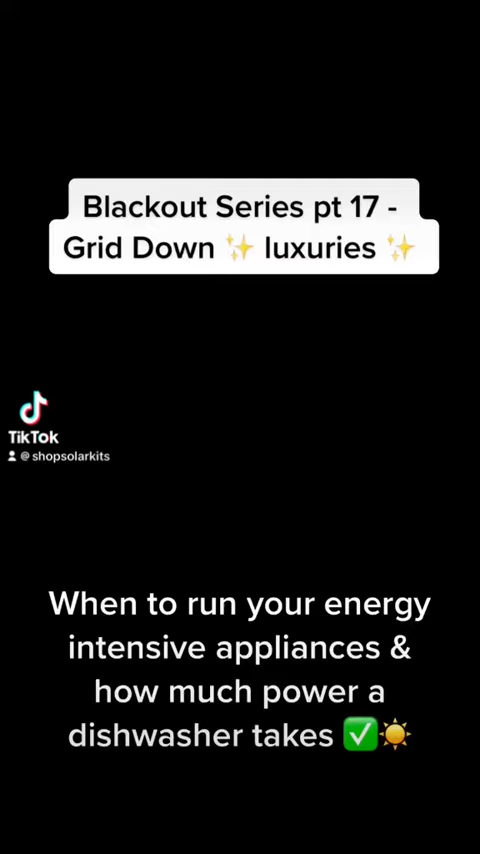 Blackout Series pt 17 -
Grid Down ✨ luxuries ✨
TikTok
@ shopsolarkits
When to run your energy
intensive appliances &
how much power a
dishwasher takes ✅☀️